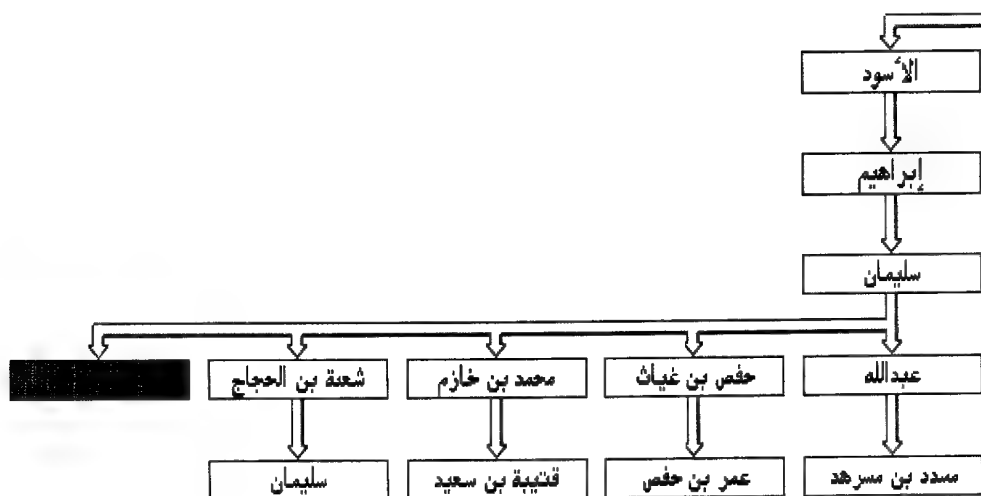 الأسود
إبراهيم
سليمان
عبدالله
حفص بن غياث
محمد بن خازم
شعبة بن الحجاج
مسدد بن مسرهد
عمر بن حفص
قتيبة بن سعيد
سليمان